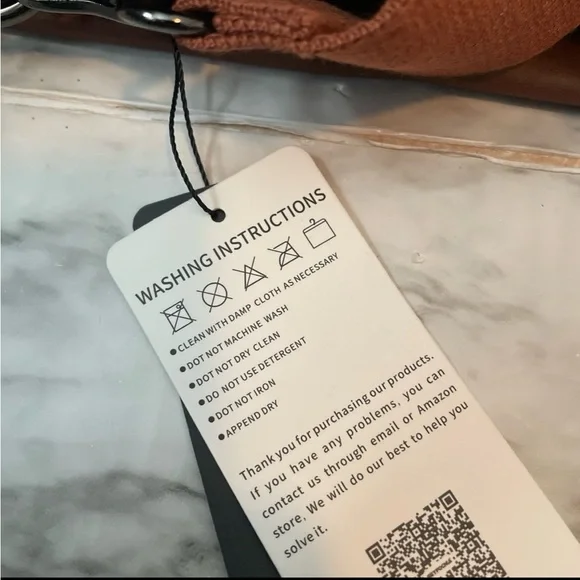 WASHING INSTRUCTIONS
●CLEAN WITH DAMP CLOTH AS NECESSARY
●DOT NOT MACHINE WASH
●DOT NOT DRY CLEAN
●DO NOT USE DETERGENT
●DOT NOT IRON
●APPEND DRY
Thank you for purchasing our products.
If you have any problems, you can
contact us through email or Amazon
store. We will do our best to help you
solve it.